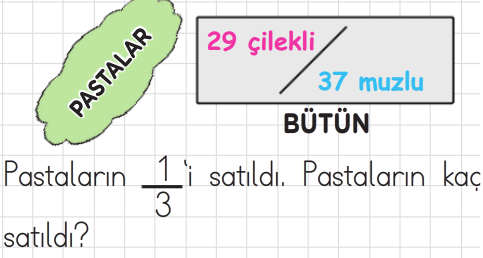 PASTALAR
29 çilekli
37 muzlu
BÜTÜN
Pastaların 1/3 'i satıldı. Pastaların kaç
satıldı?